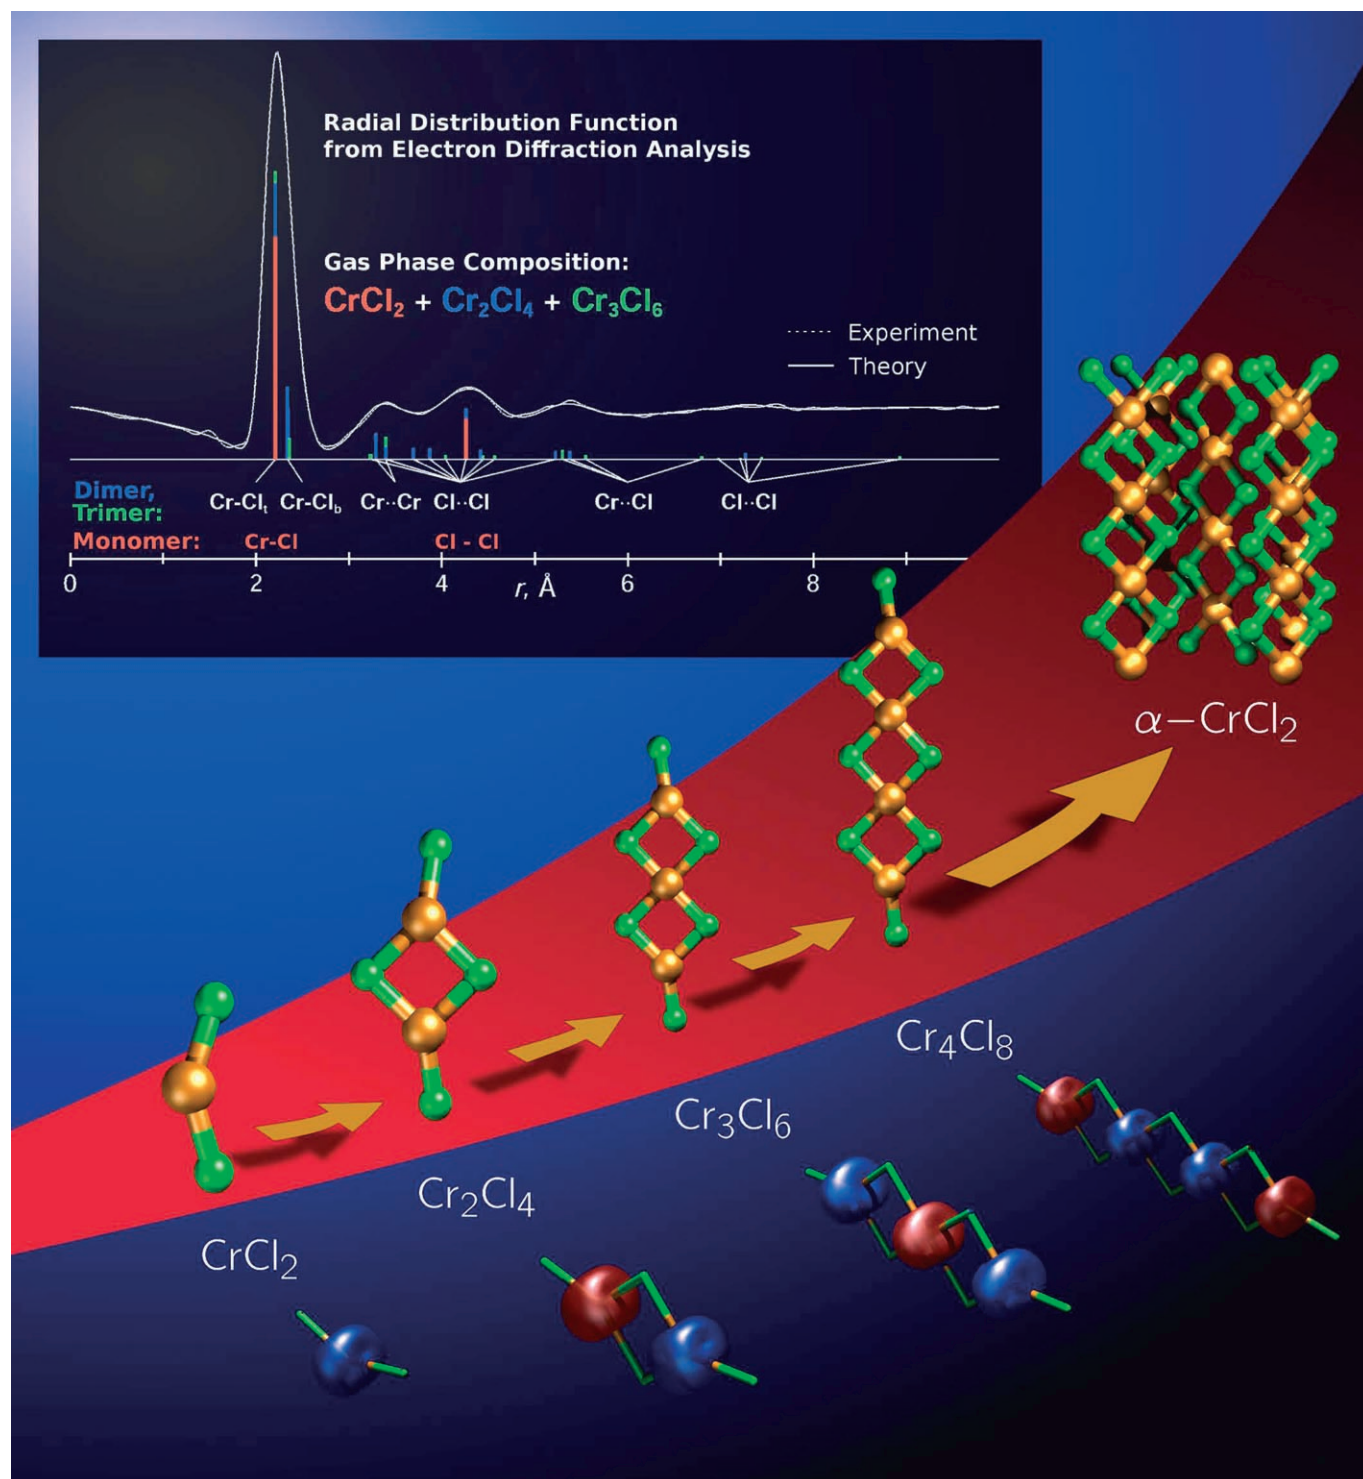 Radial Distribution Function
from Electron Diffraction Analysis
Gas Phase Composition:
CrCl₂ + Cr₂Cl₄ + Cr₃Cl₆
Experiment
Theory
Dimer,
Trimer:
Cr-Clₜ Cr-Cl_b Cr··Cr Cl··Cl Cr··Cl Cl··Cl
Monomer: Cr-Cl Cl - Cl
0 2 4 r, Å 6 8
α−CrCl₂
Cr₄Cl₈
Cr₃Cl₆
Cr₂Cl₄
CrCl₂